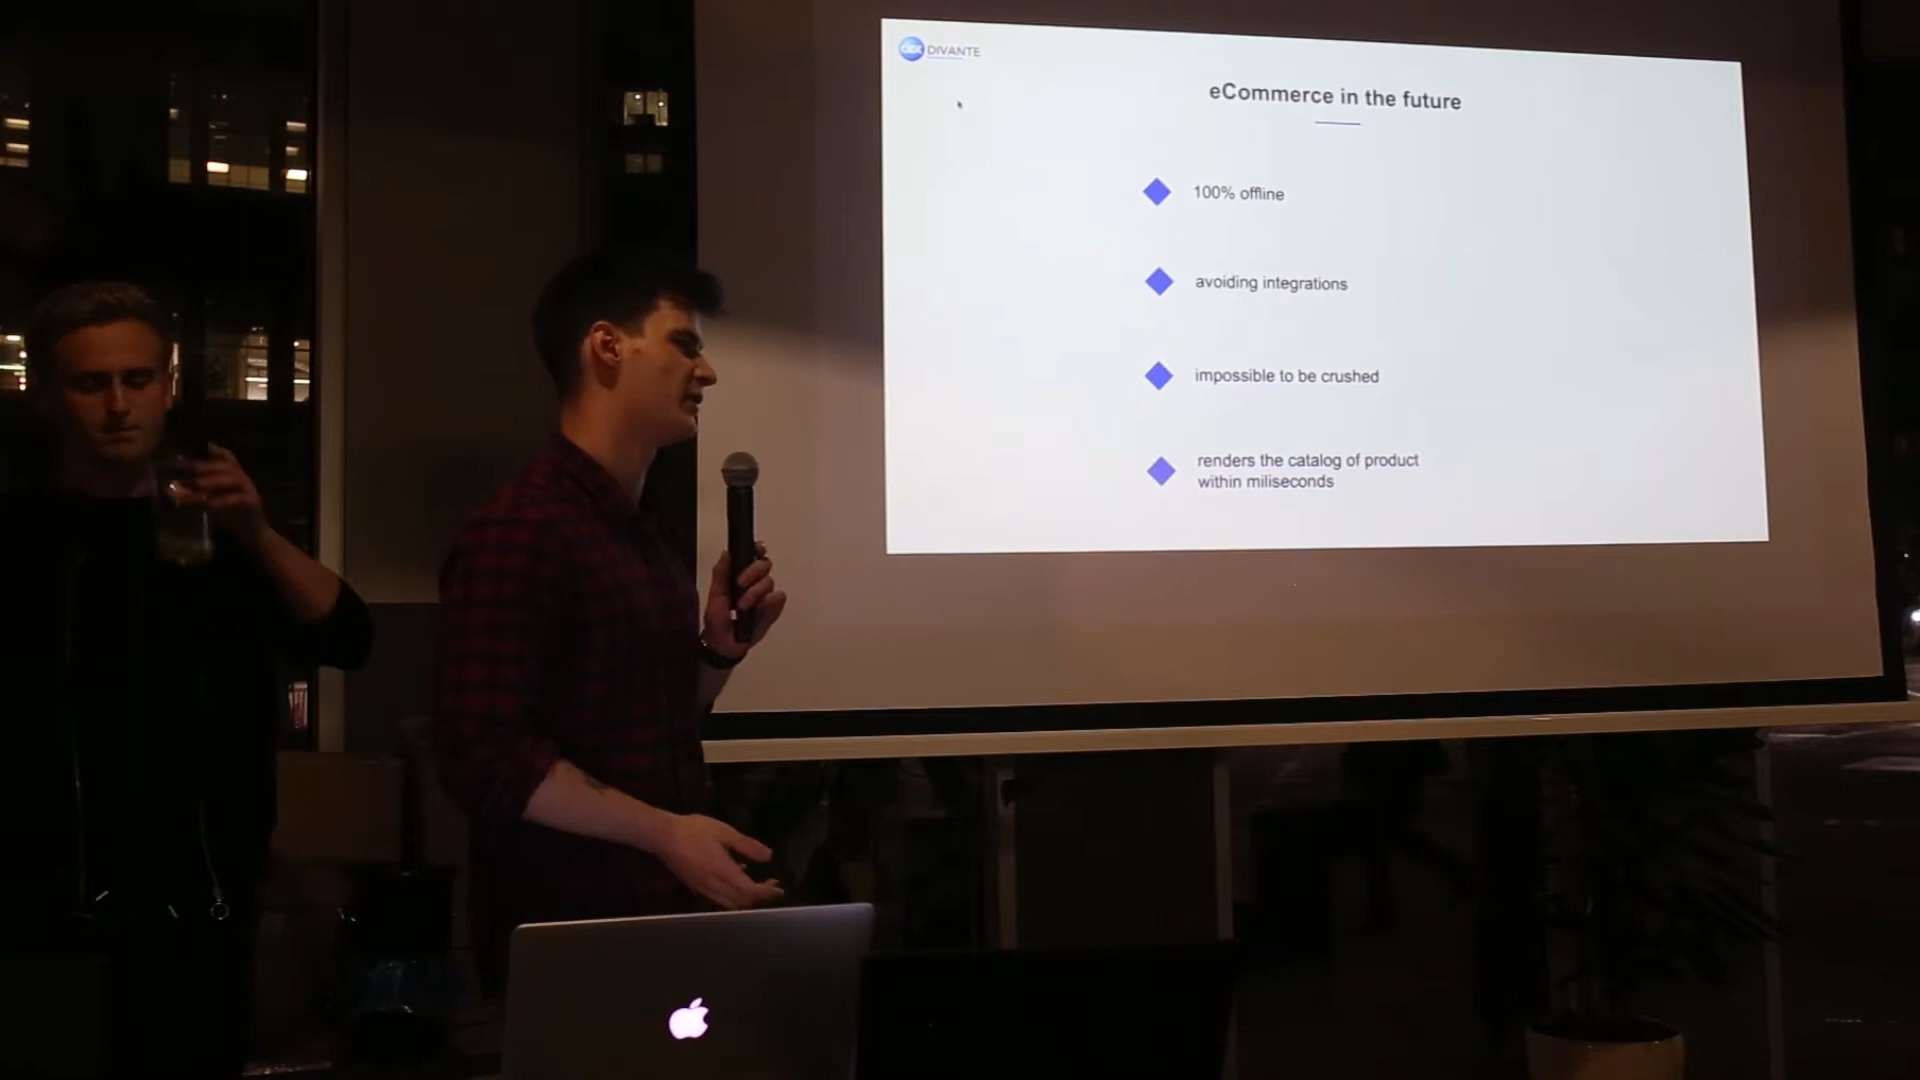 DIVANTE
eCommerce in the future
100% offline
avoiding integrations
impossible to be crushed
renders the catalog of product
within miliseconds